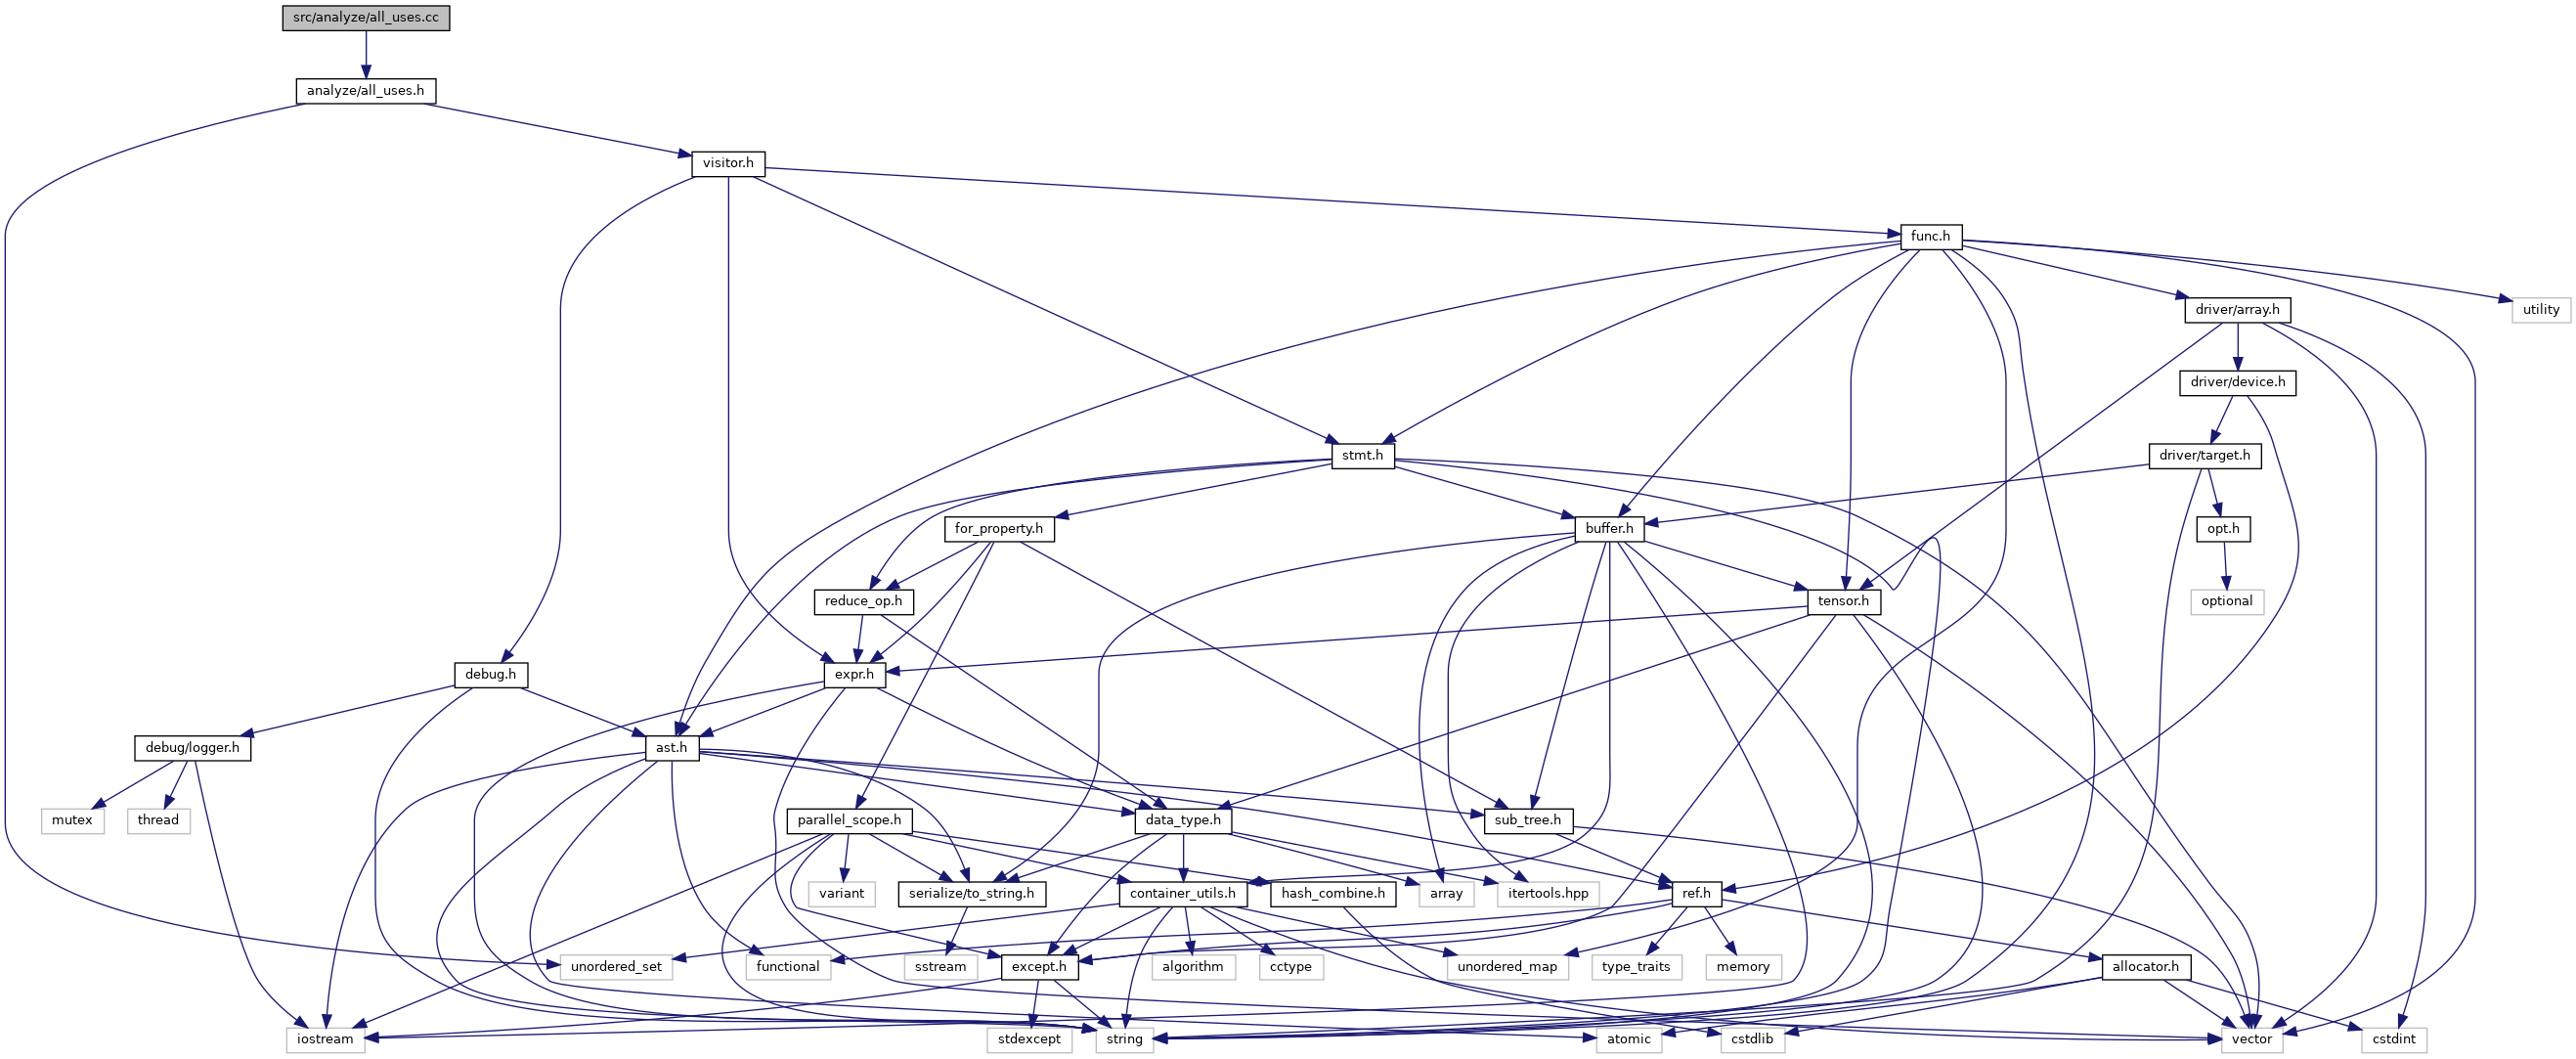 src/analyze/all_uses.cc
analyze/all_uses.h
visitor.h
func.h
driver/array.h
utility
driver/device.h
stmt.h
driver/target.h
for_property.h
buffer.h
opt.h
reduce_op.h
tensor.h
optional
debug.h
expr.h
debug/logger.h
ast.h
mutex
thread
parallel_scope.h
data_type.h
sub_tree.h
variant
serialize/to_string.h
container_utils.h
hash_combine.h
array
itertools.hpp
ref.h
unordered_set
functional
sstream
except.h
algorithm
cctype
unordered_map
type_traits
memory
allocator.h
iostream
stdexcept
string
atomic
cstdlib
vector
cstdint